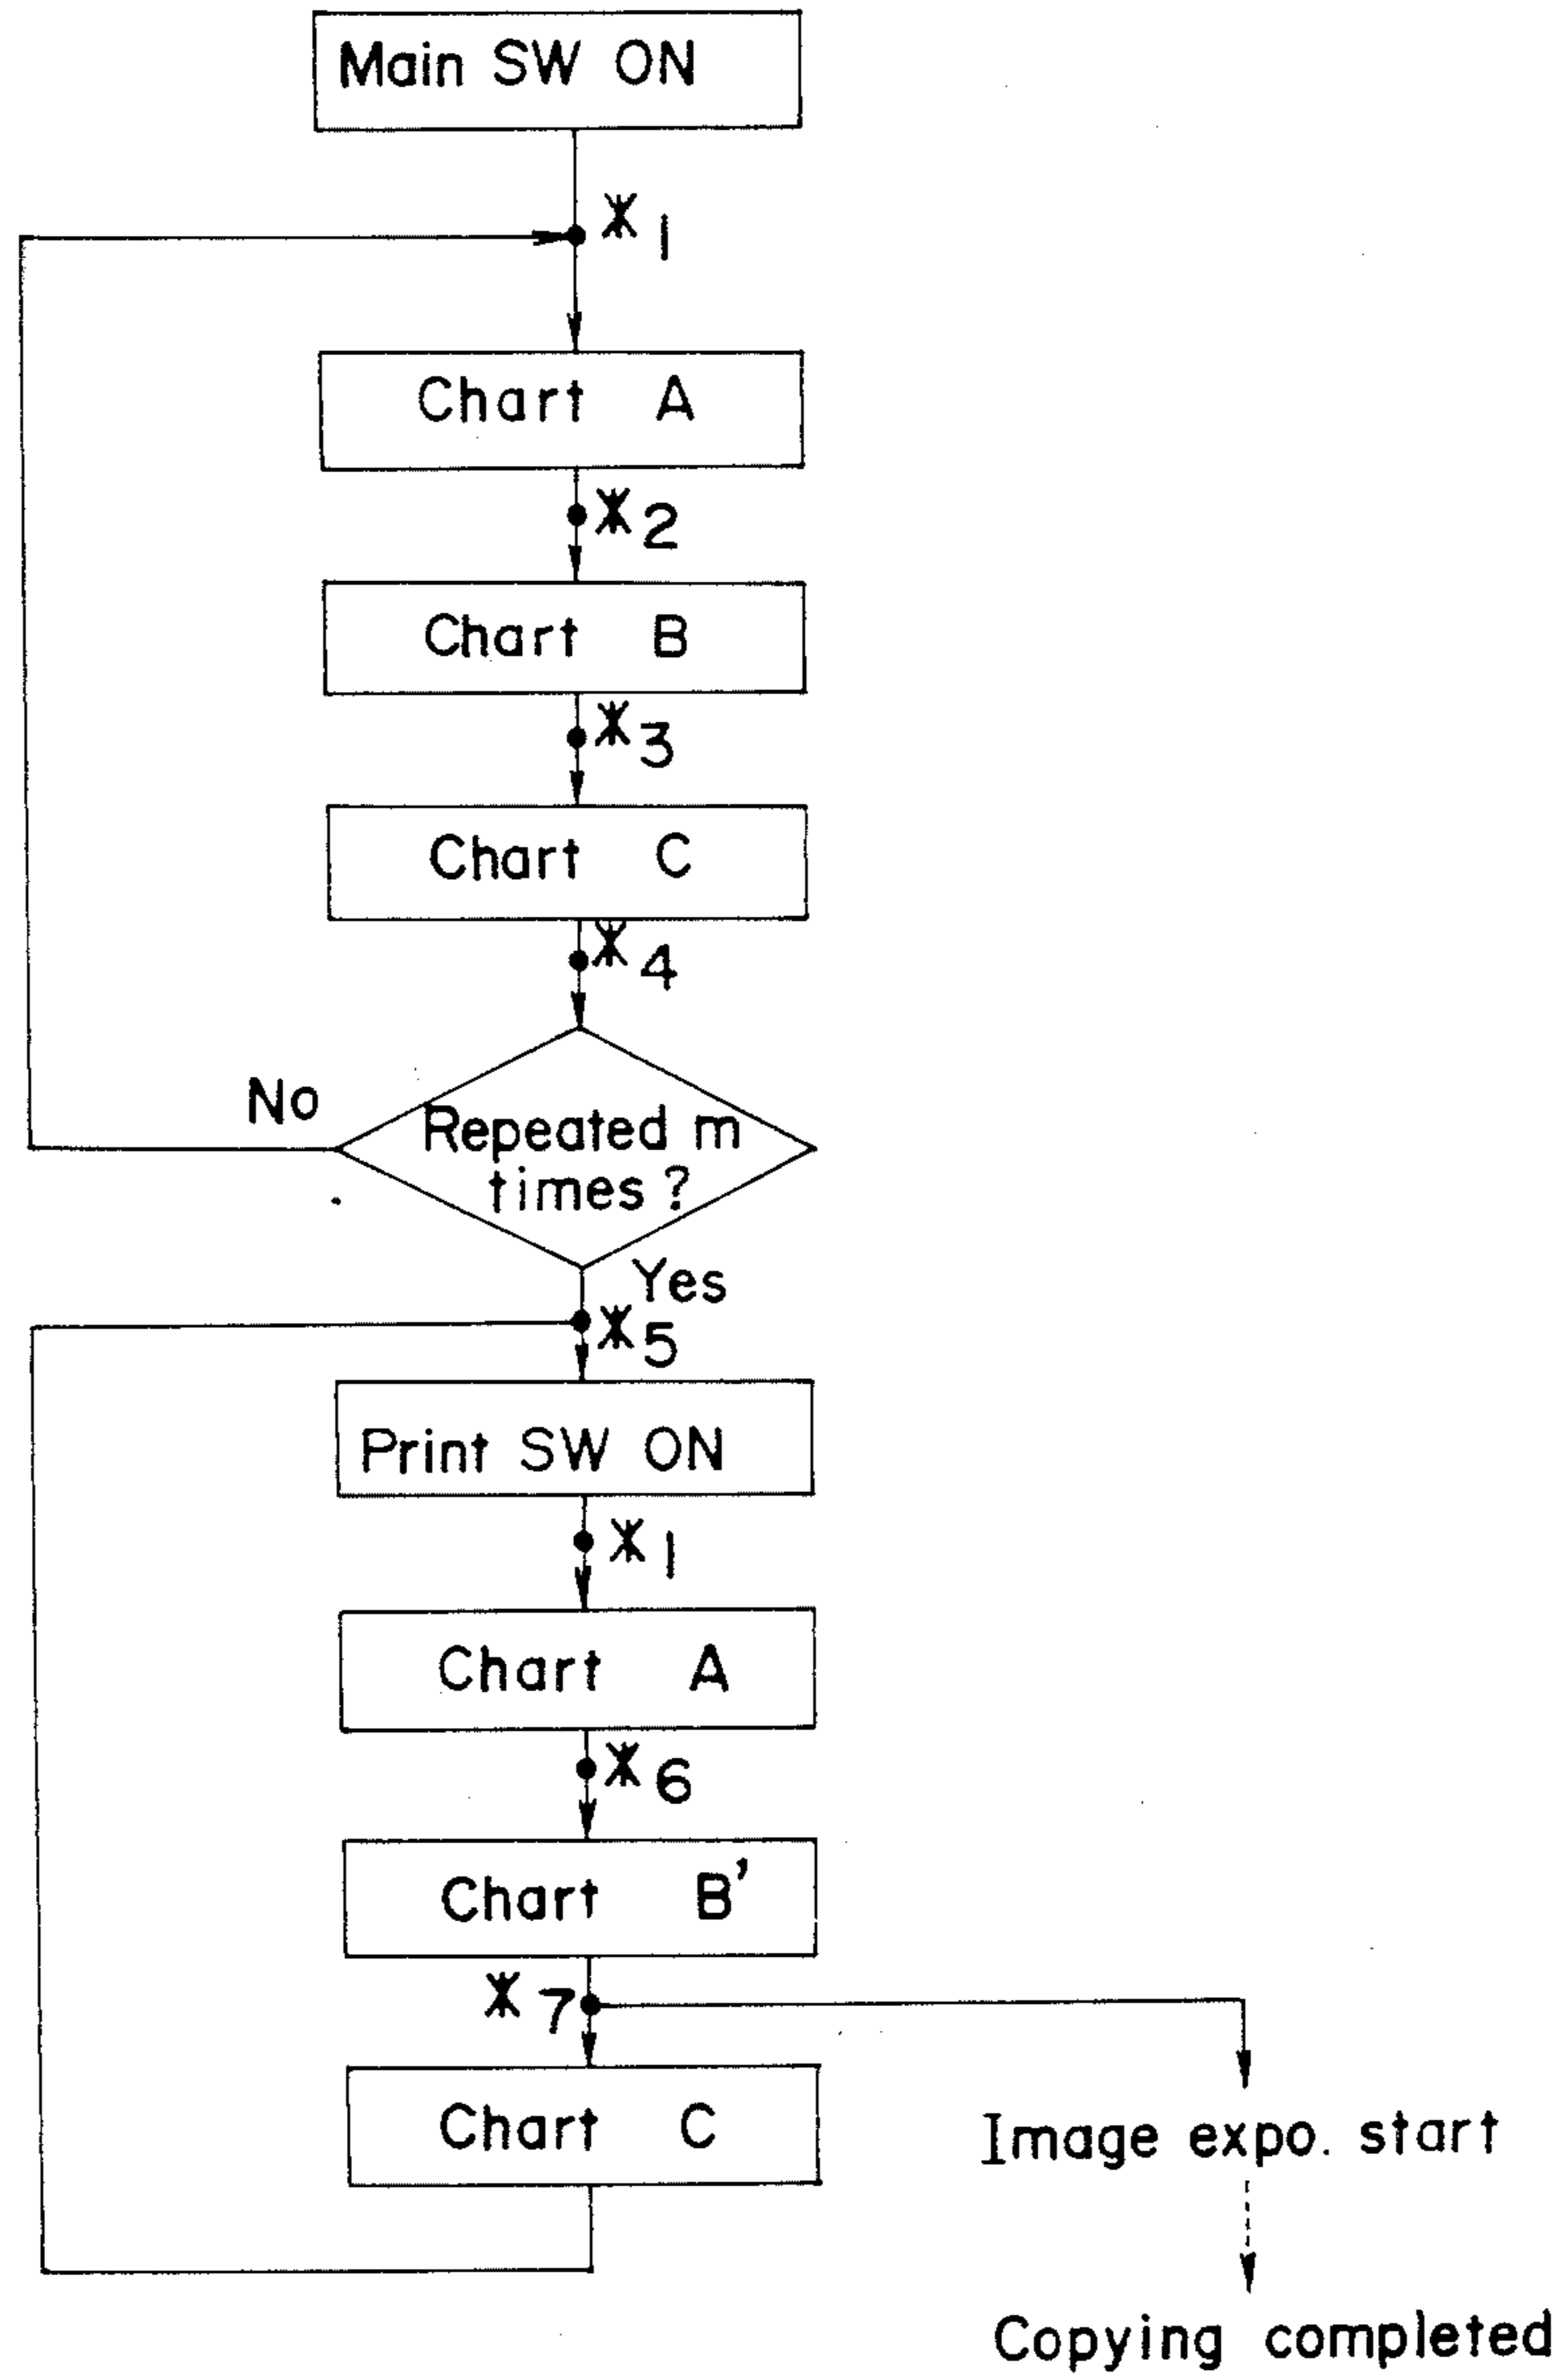 Main SW ON
*1
Chart A
*2
Chart B
*3
Chart C
*4
No
Repeated m
times ?
Yes
*5
Print SW ON
*1
Chart A
*6
Chart B'
*7
Chart C
Image expo. start
Copying completed